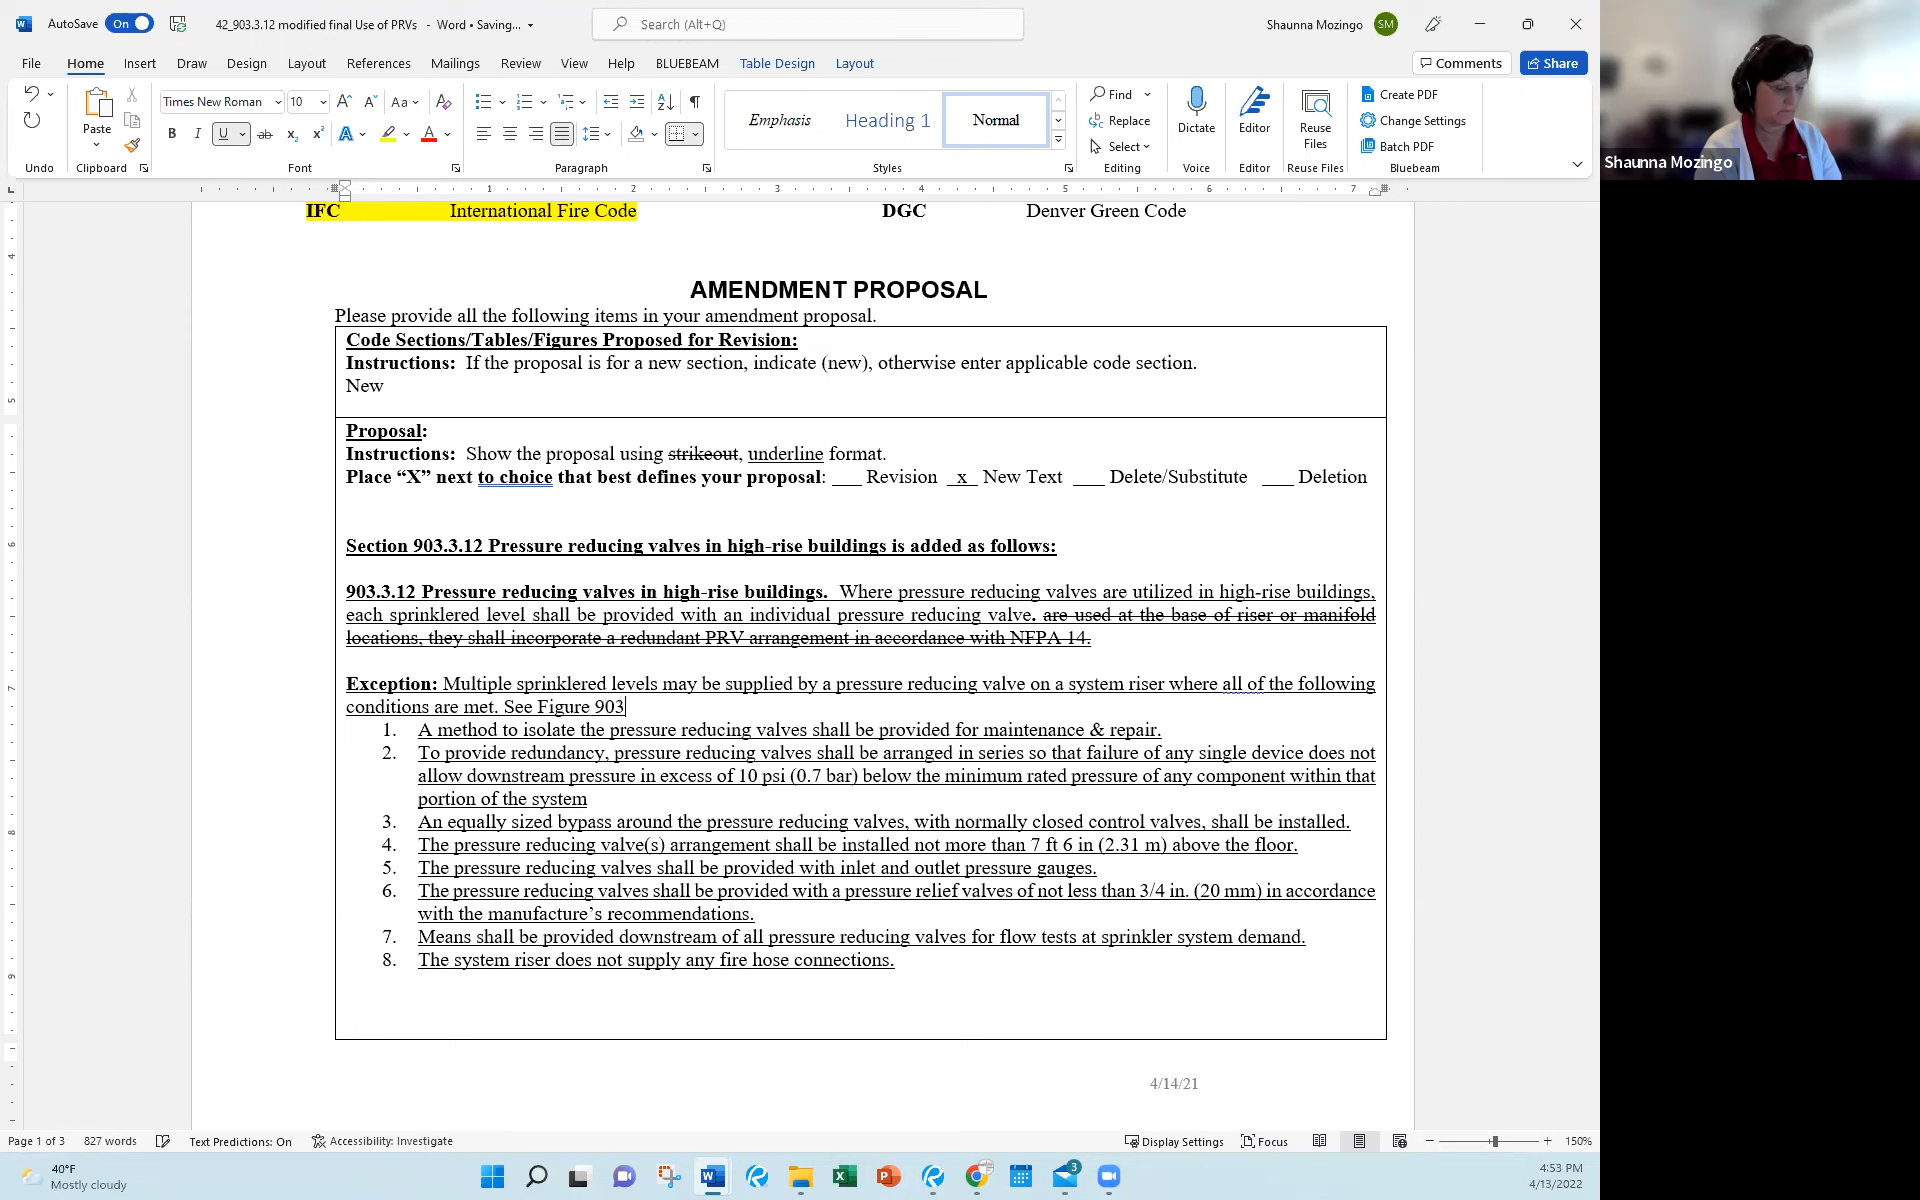 AutoSave On 42_903.3.12 modified final Use of PRVs - Word • Saving... Search (Alt+Q) Shaunna Mozingo SM
File Home Insert Draw Design Layout References Mailings Review View Help BLUEBEAM Table Design Layout Comments Share
Undo
Paste
Clipboard
Times New Roman 10
Font
Paragraph
Emphasis Heading 1 Normal
Styles
Find
Replace
Select
Editing
Dictate
Voice
Editor
Editor
Reuse
Files
Reuse Files
Create PDF
Change Settings
Batch PDF
Bluebeam
Shaunna Mozingo
1 2 3 4 5 6 7
IFC International Fire Code DGC Denver Green Code
AMENDMENT PROPOSAL
Please provide all the following items in your amendment proposal.
Code Sections/Tables/Figures Proposed for Revision:
Instructions: If the proposal is for a new section, indicate (new), otherwise enter applicable code section.
New
Proposal:
Instructions: Show the proposal using strikeout, underline format.
Place “X” next to choice that best defines your proposal: ___ Revision _x_ New Text ___ Delete/Substitute ___ Deletion
Section 903.3.12 Pressure reducing valves in high-rise buildings is added as follows:
903.3.12 Pressure reducing valves in high-rise buildings. Where pressure reducing valves are utilized in high-rise buildings,
each sprinklered level shall be provided with an individual pressure reducing valve. are used at the base of riser or manifold
locations, they shall incorporate a redundant PRV arrangement in accordance with NFPA 14.
Exception: Multiple sprinklered levels may be supplied by a pressure reducing valve on a system riser where all of the following
conditions are met. See Figure 903
1. A method to isolate the pressure reducing valves shall be provided for maintenance & repair.
2. To provide redundancy, pressure reducing valves shall be arranged in series so that failure of any single device does not
allow downstream pressure in excess of 10 psi (0.7 bar) below the minimum rated pressure of any component within that
portion of the system
3. An equally sized bypass around the pressure reducing valves, with normally closed control valves, shall be installed.
4. The pressure reducing valve(s) arrangement shall be installed not more than 7 ft 6 in (2.31 m) above the floor.
5. The pressure reducing valves shall be provided with inlet and outlet pressure gauges.
6. The pressure reducing valves shall be provided with a pressure relief valves of not less than 3/4 in. (20 mm) in accordance
with the manufacture’s recommendations.
7. Means shall be provided downstream of all pressure reducing valves for flow tests at sprinkler system demand.
8. The system riser does not supply any fire hose connections.
4/14/21
Page 1 of 3 827 words Text Predictions: On Accessibility: Investigate Display Settings Focus 150%
40°F
Mostly cloudy
3
4:53 PM
4/13/2022